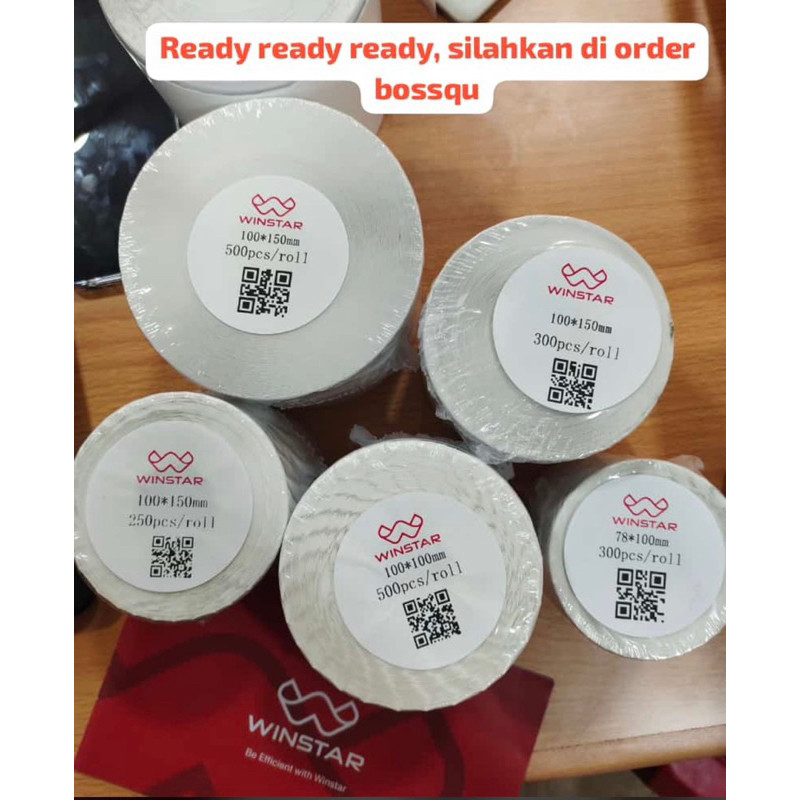 Ready ready ready, silahkan di order
bossqu
WINSTAR
100*150mm
500pcs/roll
WINSTAR
100*150mm
300pcs/roll
WINSTAR
100*150mm
250pcs/roll
WINSTAR
100*100mm
500pcs/roll
WINSTAR
78*100mm
300pcs/roll
WINSTAR
Be Efficient with Winstar